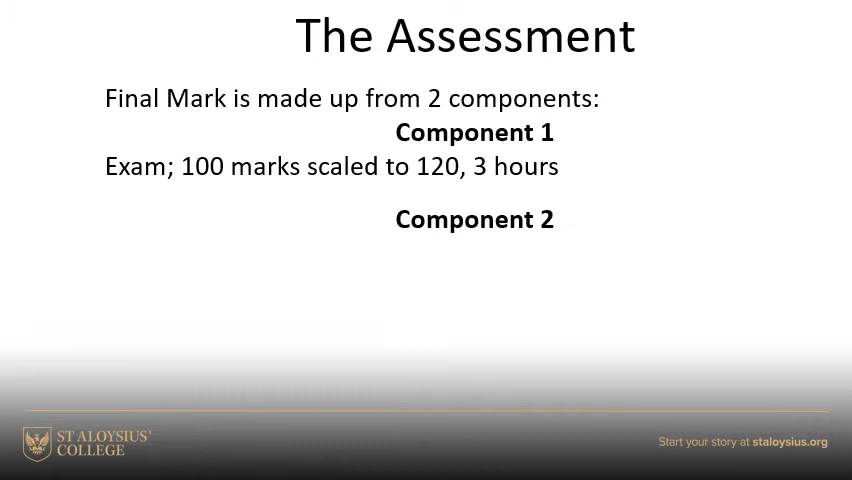 The Assessment
Final Mark is made up from 2 components:
Component 1
Exam; 100 marks scaled to 120, 3 hours
Component 2
ST ALOYSIUS'
COLLEGE
Start your story at staloysius.org